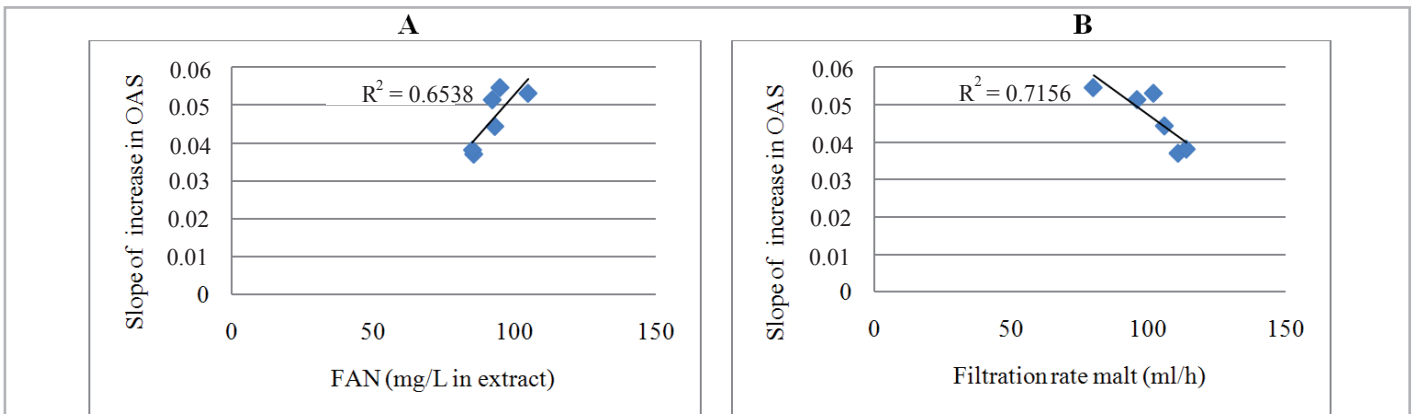 A
Slope of increase in OAS
0.06
0.05
0.04
0.03
0.02
0.01
0
R² = 0.6538
0
50
100
150
FAN (mg/L in extract)
B
Slope of increase in OAS
0.06
0.05
0.04
0.03
0.02
0.01
0
R² = 0.7156
0
50
100
150
Filtration rate malt (ml/h)